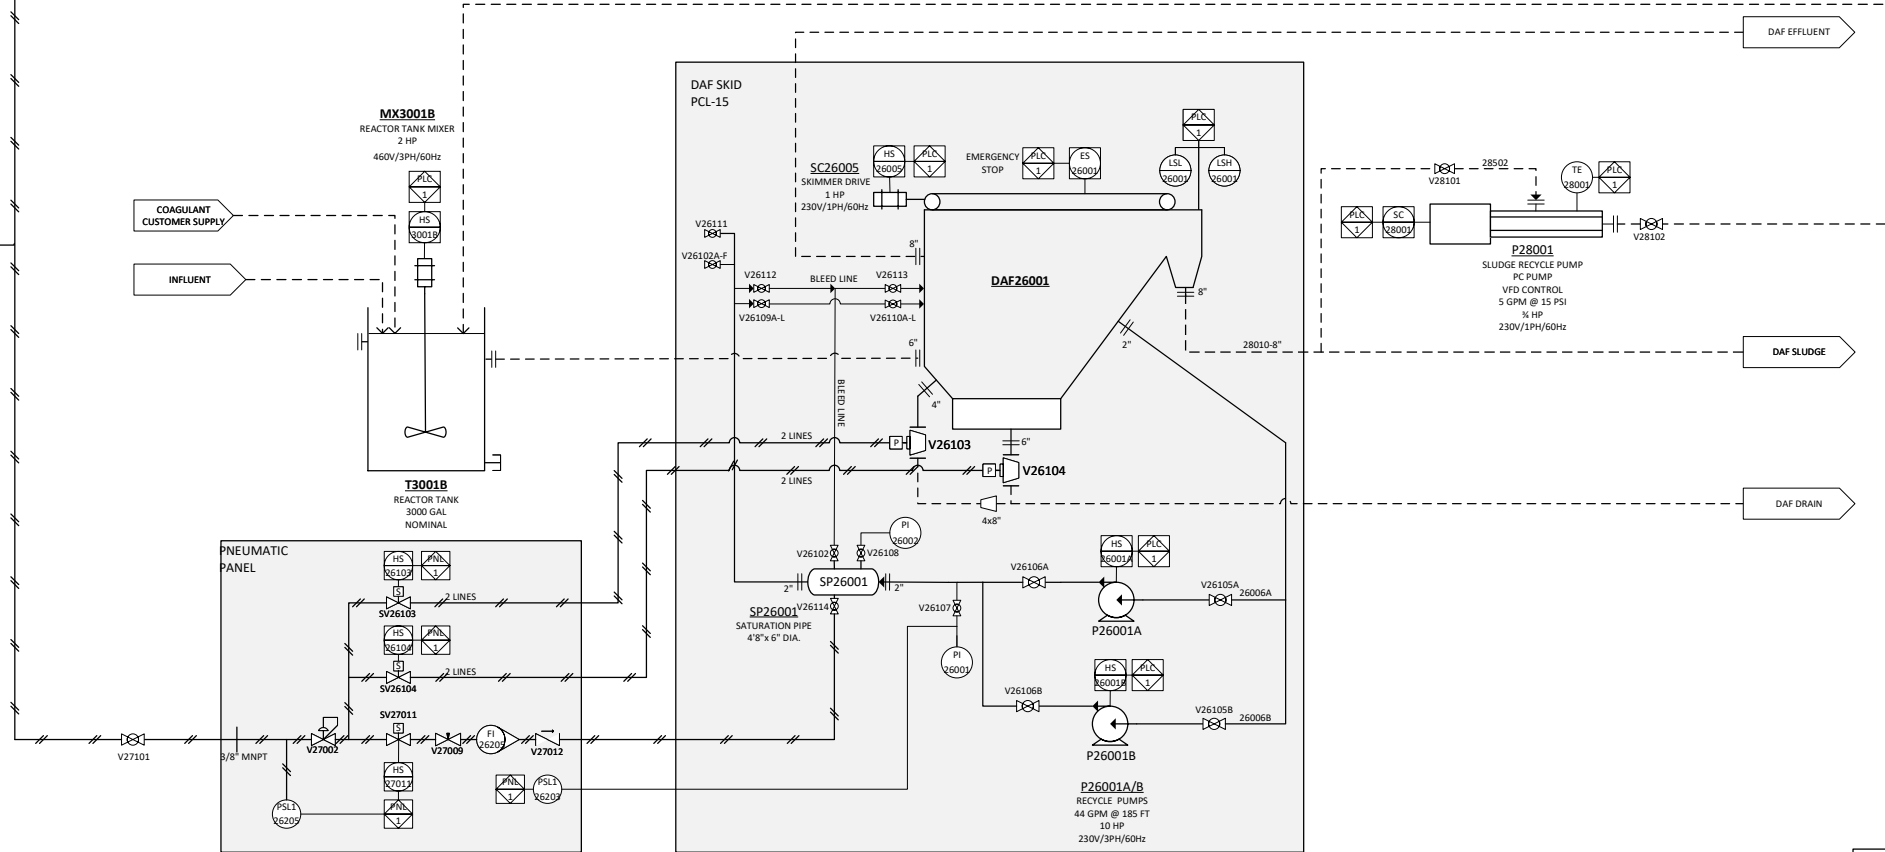 DAF EFFLUENT
DAF SKID
PCL-15
MX3001B
REACTOR TANK MIXER
2 HP
460V/3PH/60Hz
PLC
1
HS
3001B
COAGULANT
CUSTOMER SUPPLY
INFLUENT
T3001B
REACTOR TANK
3000 GAL
NOMINAL
SC26005
SKIMMER DRIVE
1 HP
230V/1PH/60Hz
HS
26005
PLC
1
EMERGENCY
STOP
PLC
1
ES
26001
PLC
1
LSL
26001
LSH
26001
V26111
V26102A-F
V26112
BLEED LINE
V26113
V26109A-L
V26110A-L
8"
6"
DAF26001
8"
2"
4"
6"
BLEED LINE
28010-8"
V28101
28502
TE
28001
PLC
1
PLC
1
SC
28001
V28102
P28001
SLUDGE RECYCLE PUMP
PC PUMP
VFD CONTROL
5 GPM @ 15 PSI
¾ HP
230V/1PH/60Hz
DAF SLUDGE
2 LINES
P
V26103
2 LINES
P
V26104
4x8"
DAF DRAIN
PNEUMATIC
PANEL
HS
26103
PNL
1
S
SV26103
2 LINES
HS
26104
PNL
1
S
SV26104
2 LINES
SV27011
S
V27101
3/8" MNPT
V27002
V27009
FI
26205
V27012
HS
27011
PNL
1
PSL1
26205
PNL
1
PSL1
26203
V26102
V26108
PI
26002
2"
SP26001
2"
V26114
SP26001
SATURATION PIPE
4'8"x 6" DIA.
V26107
PI
26001
V26106A
HS
26001A
PLC
1
V26105A
26006A
P26001A
V26106B
HS
26001B
PLC
1
V26105B
26006B
P26001B
P26001A/B
RECYCLE PUMPS
44 GPM @ 185 FT
10 HP
230V/3PH/60Hz